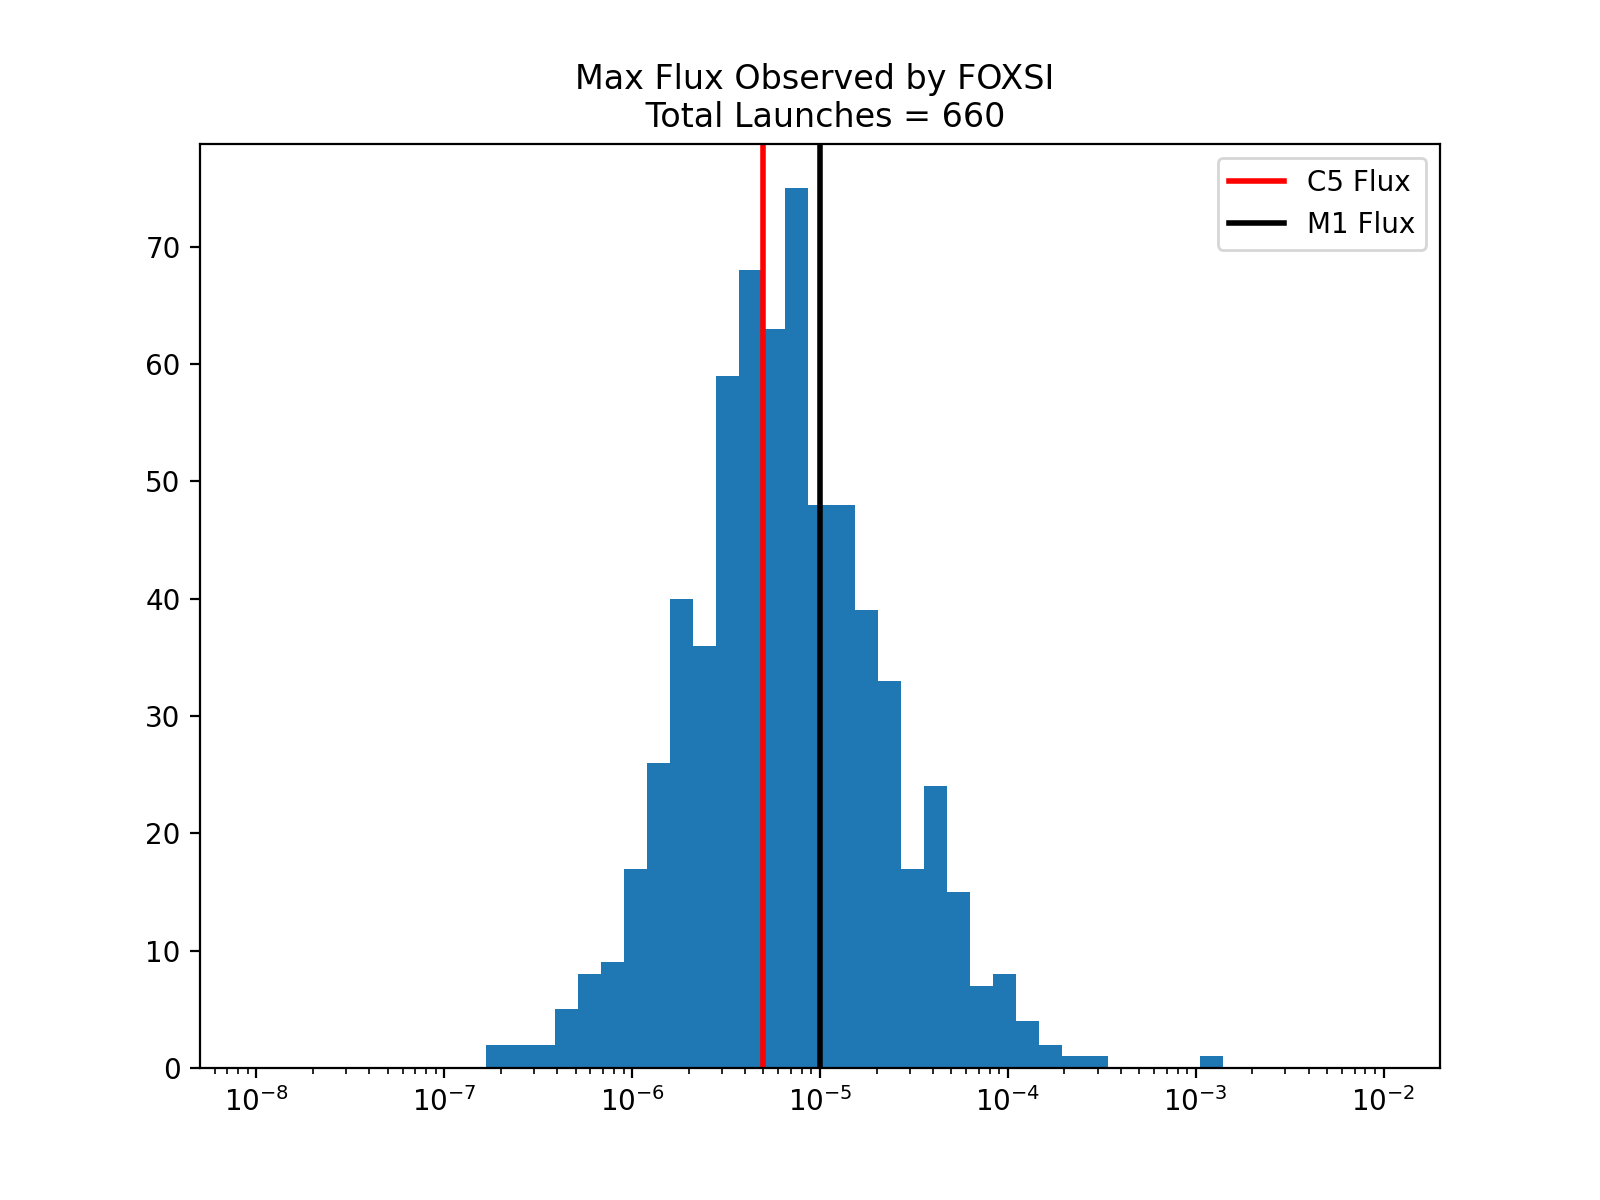 Max Flux Observed by FOXSI
Total Launches = 660
C5 Flux
M1 Flux
70
60
50
40
30
20
10
0
10⁻⁸ 10⁻⁷ 10⁻⁶ 10⁻⁵ 10⁻⁴ 10⁻³ 10⁻²